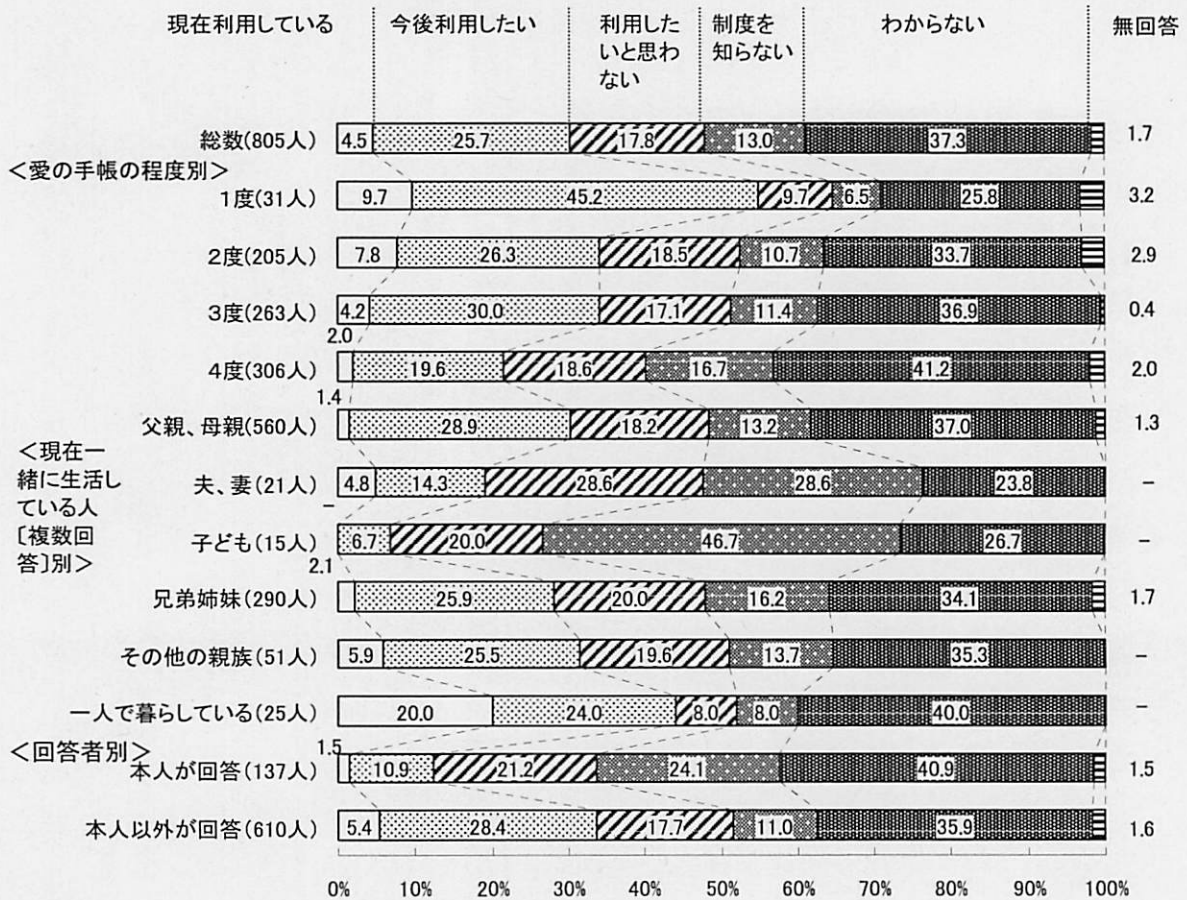 現在利用している 今後利用したい 利用した 制度を わからない 無回答
いと思わ 知らない
ない
総数(805人) 4.5 25.7 17.8 13.0 37.3 1.7
<愛の手帳の程度別>
1度(31人) 9.7 45.2 9.7 6.5 25.8 3.2
2度(205人) 7.8 26.3 18.5 10.7 33.7 2.9
3度(263人) 4.2 30.0 17.1 11.4 36.9 0.4
2.0
4度(306人) 19.6 18.6 16.7 41.2 2.0
1.4
父親、母親(560人) 28.9 18.2 13.2 37.0 1.3
<現在一
緒に生活し
ている人
〔複数回
答〕別>
夫、妻(21人) 4.8 14.3 28.6 28.6 23.8 -
-
子ども(15人) 6.7 20.0 46.7 26.7 -
2.1
兄弟姉妹(290人) 25.9 20.0 16.2 34.1 1.7
その他の親族(51人) 5.9 25.5 19.6 13.7 35.3 -
一人で暮らしている(25人) 20.0 24.0 8.0 8.0 40.0 -
<回答者別>
1.5
本人が回答(137人) 10.9 21.2 24.1 40.9 1.5
本人以外が回答(610人) 5.4 28.4 17.7 11.0 35.9 1.6
0% 10% 20% 30% 40% 50% 60% 70% 80% 90% 100%